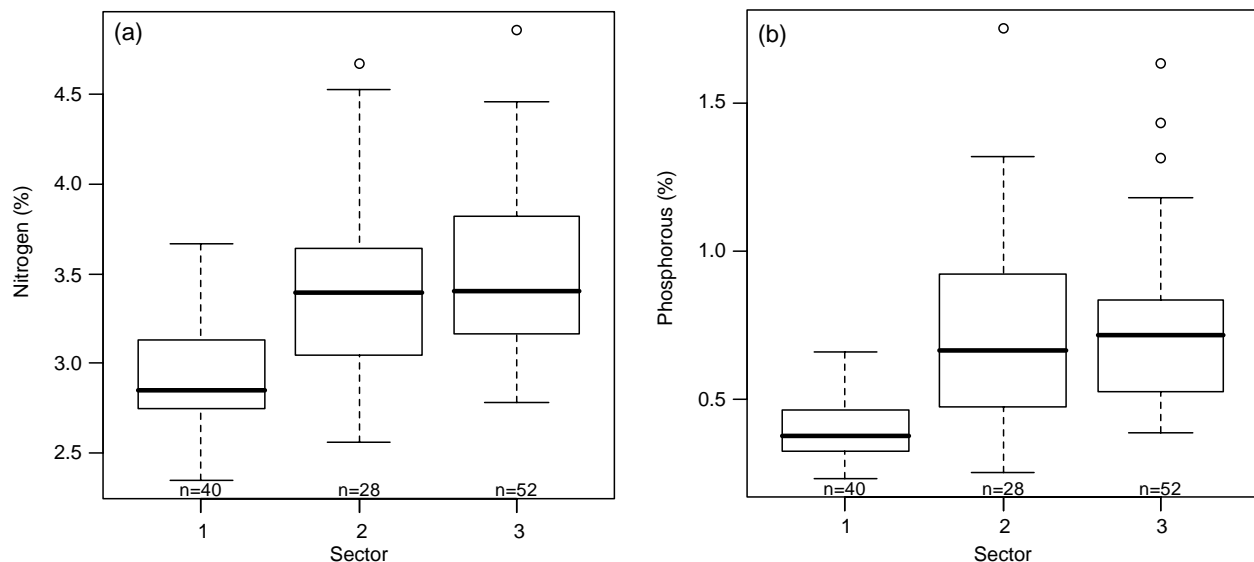 (a)
Nitrogen (%)
4.5
4.0
3.5
3.0
2.5
n=40 n=28 n=52
1 2 3
Sector
(b)
Phosphorous (%)
1.5
1.0
0.5
n=40 n=28 n=52
1 2 3
Sector